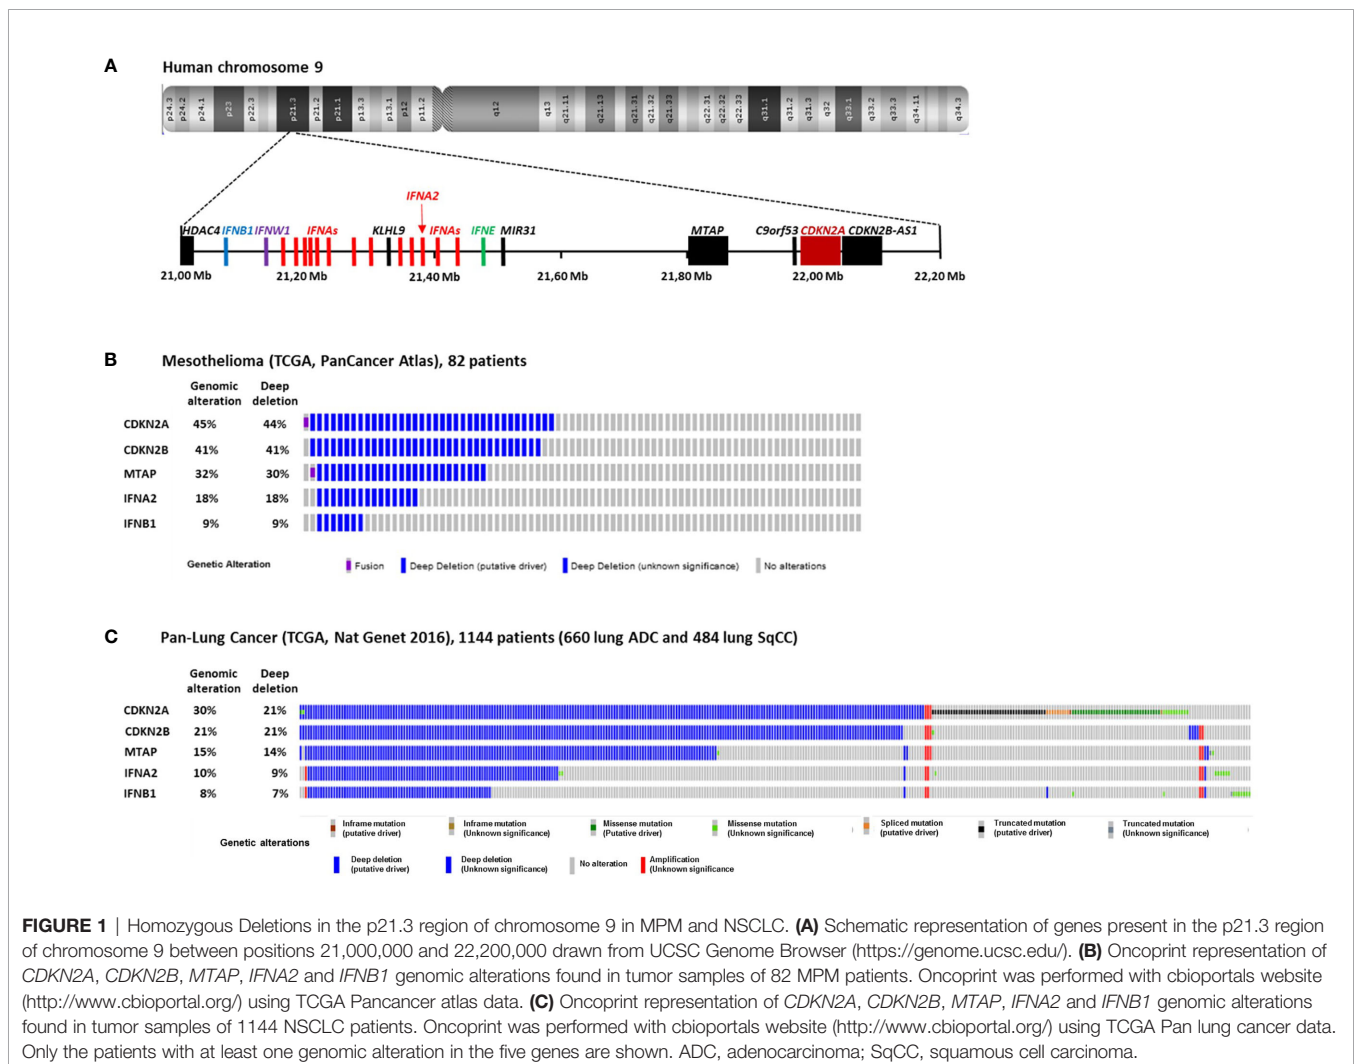 A Human chromosome 9
p24.3 p24.2 p24.1 p23 p22.3 p21.3 p21.2 p21.1 p13.3 p13.1 p12 p11.2 q12 q13 q21.11 q21.13 q21.31 q21.32 q21.33 q22.31 q22.32 q22.33 q31.1 q31.2 q31.3 q32 q33.1 q33.2 q33.3 q34.11 q34.3
IFNA2
HDAC4 IFNB1 IFNW1 IFNAs KLHL9 IFNAs IFNE MIR31 MTAP C9orf53 CDKN2A CDKN2B-AS1
21,00 Mb 21,20 Mb 21,40 Mb 21,60 Mb 21,80 Mb 22,00 Mb 22,20 Mb
B Mesothelioma (TCGA, PanCancer Atlas), 82 patients
Genomic Deep
alteration deletion
CDKN2A 45% 44%
CDKN2B 41% 41%
MTAP 32% 30%
IFNA2 18% 18%
IFNB1 9% 9%
Genetic Alteration Fusion Deep Deletion (putative driver) Deep Deletion (unknown significance) No alterations
C Pan-Lung Cancer (TCGA, Nat Genet 2016), 1144 patients (660 lung ADC and 484 lung SqCC)
Genomic Deep
alteration deletion
CDKN2A 30% 21%
CDKN2B 21% 21%
MTAP 15% 14%
IFNA2 10% 9%
IFNB1 8% 7%
Inframe mutation Inframe mutation Missense mutation Missense mutation Spliced mutation Truncated mutation Truncated mutation
(putative driver) (Unknown significance) (Putative driver) (Unknown significance) (putative driver) (putative driver) (Unknown significance)
Genetic alterations
Deep deletion Deep deletion No alteration Amplification
(putative driver) (Unknown significance) (Unknown significance
FIGURE 1 | Homozygous Deletions in the p21.3 region of chromosome 9 in MPM and NSCLC. (A) Schematic representation of genes present in the p21.3 region
of chromosome 9 between positions 21,000,000 and 22,200,000 drawn from UCSC Genome Browser (https://genome.ucsc.edu/). (B) Oncoprint representation of
CDKN2A, CDKN2B, MTAP, IFNA2 and IFNB1 genomic alterations found in tumor samples of 82 MPM patients. Oncoprint was performed with cbioportals website
(http://www.cbioportal.org/) using TCGA Pancancer atlas data. (C) Oncoprint representation of CDKN2A, CDKN2B, MTAP, IFNA2 and IFNB1 genomic alterations
found in tumor samples of 1144 NSCLC patients. Oncoprint was performed with cbioportals website (http://www.cbioportal.org/) using TCGA Pan lung cancer data.
Only the patients with at least one genomic alteration in the five genes are shown. ADC, adenocarcinoma; SqCC, squamous cell carcinoma.